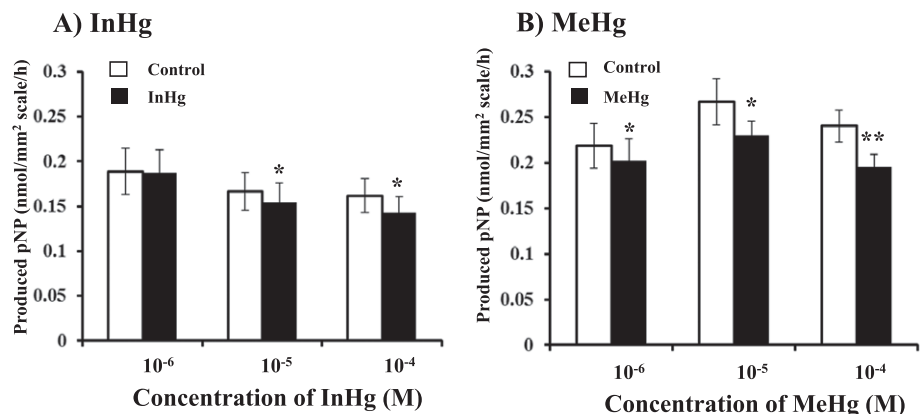 A) InHg
Produced pNP (nmol/mm² scale/h)
0.3
0.25
0.2
0.15
0.1
0.05
0
Control
InHg
*
*
10⁻⁶
10⁻⁵
10⁻⁴
Concentration of InHg (M)
B) MeHg
Produced pNP (nmol/mm² scale/h)
0.3
0.25
0.2
0.15
0.1
0.05
0
Control
MeHg
*
*
**
10⁻⁶
10⁻⁵
10⁻⁴
Concentration of MeHg (M)